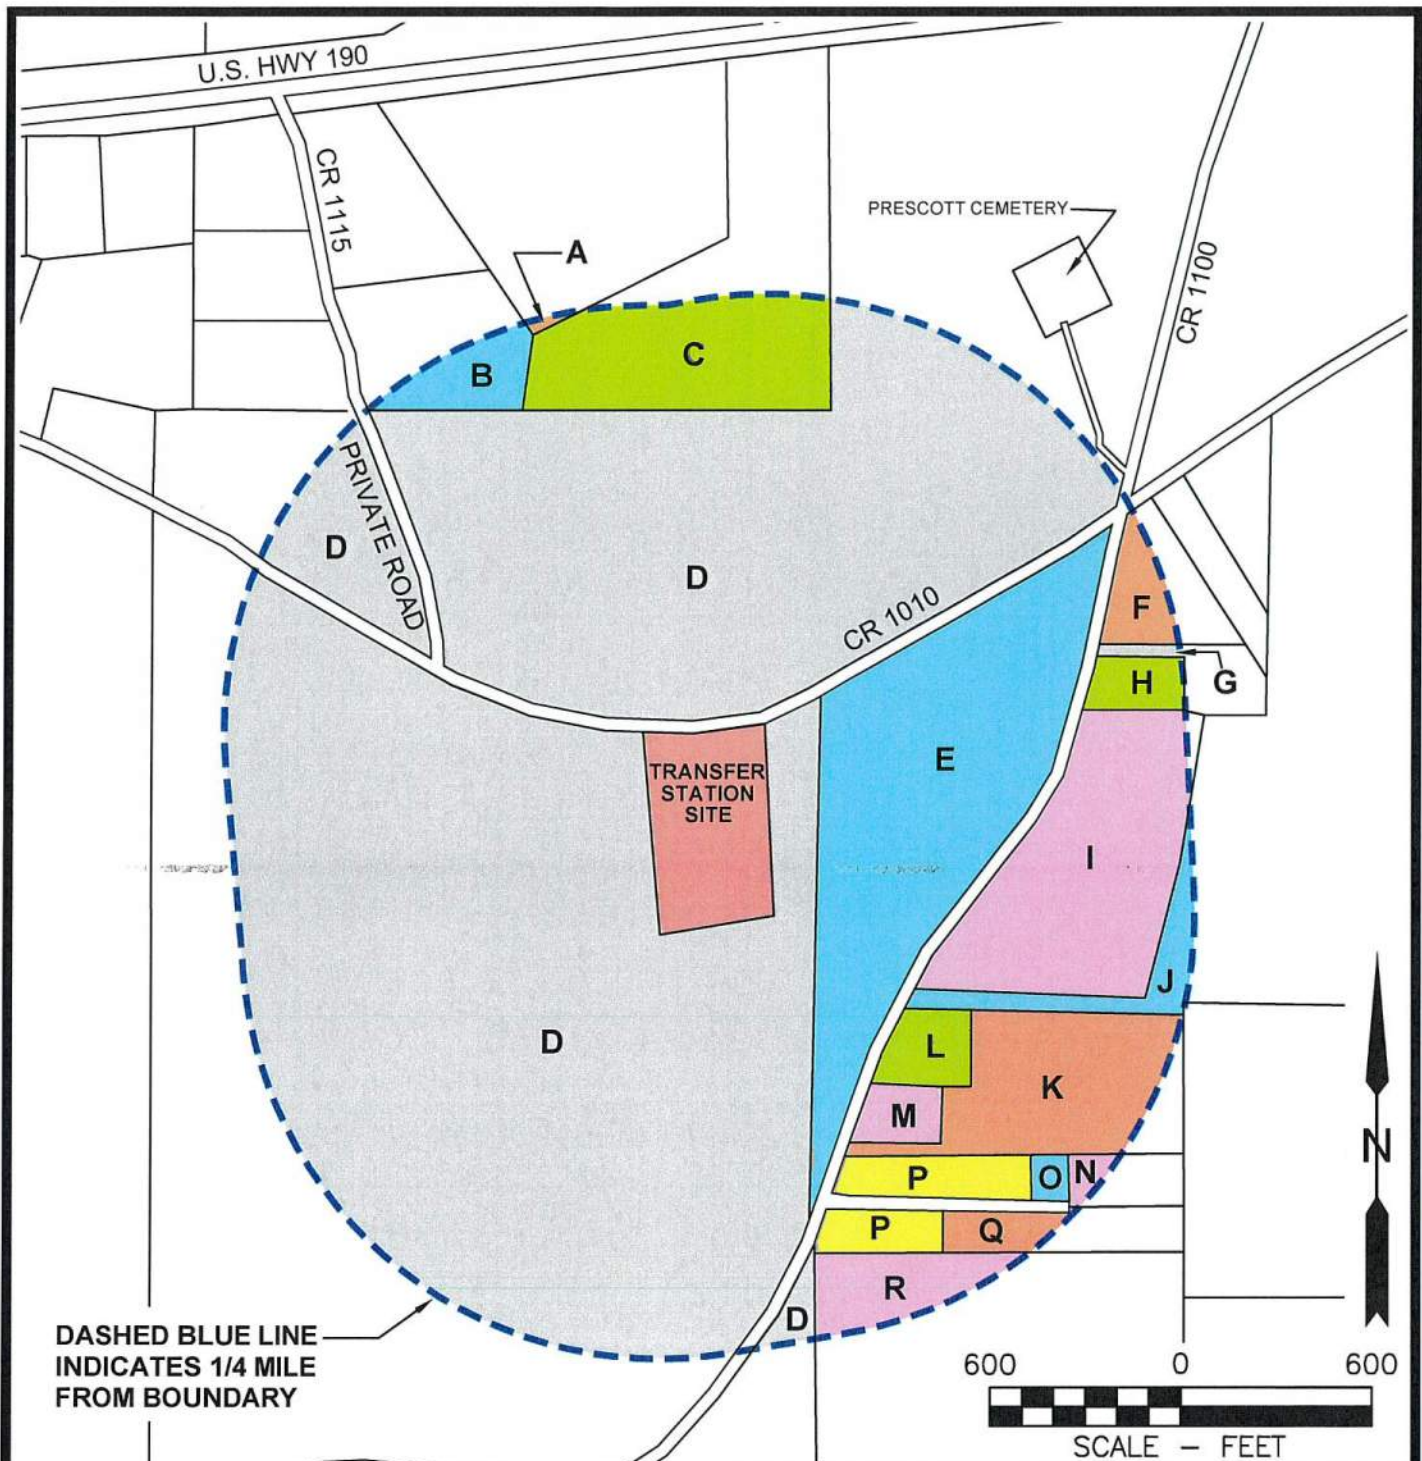 U.S. HWY 190
CR 1115
PRESCOTT CEMETERY
A
CR 1100
C
B
PRIVATE ROAD
D
D
CR 1010
F
H
G
E
TRANSFER
STATION
SITE
I
J
D
L
K
M
P
O
N
P
Q
R
D
DASHED BLUE LINE
INDICATES 1/4 MILE
FROM BOUNDARY
N
600
0
600
SCALE – FEET